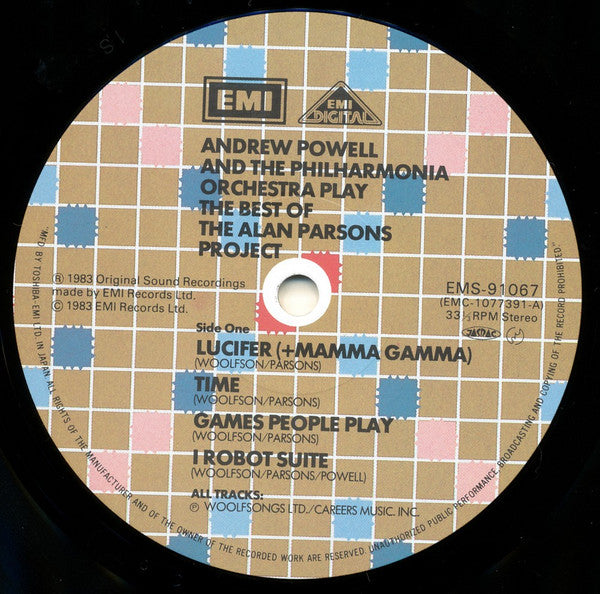 EMI
EMI
DIGITAL
ANDREW POWELL
AND THE PHILHARMONIA
ORCHESTRA PLAY
THE BEST OF
THE ALAN PARSONS
PROJECT
Ⓟ 1983 Original Sound Recordings
made by EMI Records Ltd.
Ⓒ 1983 EMI Records Ltd.
EMS-91067
(EMC-1077391-A)
33⅓RPM Stereo
JASRAC
Side One
LUCIFER (+MAMMA GAMMA)
(WOOLFSON/PARSONS)
TIME
(WOOLFSON/PARSONS)
GAMES PEOPLE PLAY
(WOOLFSON/PARSONS)
I ROBOT SUITE
(WOOLFSON/PARSONS/POWELL)
ALL TRACKS:
Ⓟ WOOLFSONGS LTD./CAREERS MUSIC. INC.
"MFD BY TOSHIBA EMI LTD IN JAPAN. ALL RIGHTS OF THE MANUFACTURER AND OF THE OWNER OF THE RECORDED WORK ARE RESERVED. UNAUTHORIZED PUBLIC PERFORMANCE, BROADCASTING AND COPYING OF THE RECORD PROHIBITED."